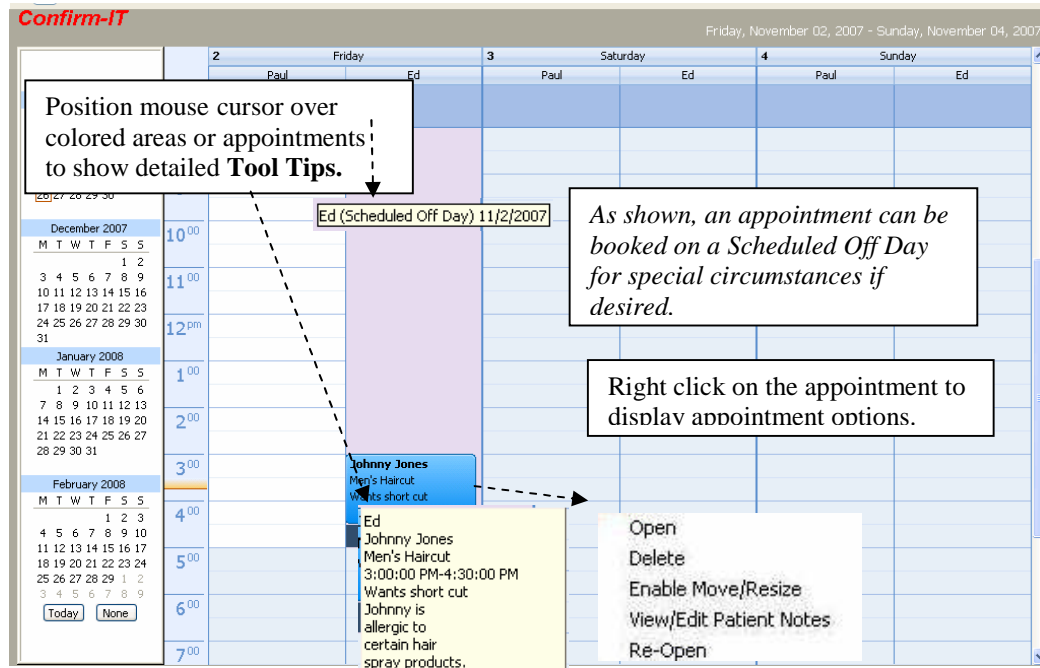 Confirm-IT
Friday, November 02, 2007 - Sunday, November 04, 2007
2 Friday 3 Saturday 4 Sunday
Paul Ed Paul Ed Paul Ed
Position mouse cursor over
colored areas or appointments
to show detailed Tool Tips.
26 27 28 29 30
Ed (Scheduled Off Day) 11/2/2007
As shown, an appointment can be
booked on a Scheduled Off Day
for special circumstances if
desired.
December 2007
M T W T F S S
1 2
3 4 5 6 7 8 9
10 11 12 13 14 15 16
17 18 19 20 21 22 23
24 25 26 27 28 29 30
31
January 2008
M T W T F S S
1 2 3 4 5 6
7 8 9 10 11 12 13
14 15 16 17 18 19 20
21 22 23 24 25 26 27
28 29 30 31
February 2008
M T W T F S S
1 2 3
4 5 6 7 8 9 10
11 12 13 14 15 16 17
18 19 20 21 22 23 24
25 26 27 28 29 1 2
3 4 5 6 7 8 9
Today None
10 00
11 00
12 pm
1 00
2 00
3 00
4 00
5 00
6 00
7 00
Right click on the appointment to
display appointment options.
Johnny Jones
Men's Haircut
Wants short cut
Ed
Johnny Jones
Men's Haircut
3:00:00 PM-4:30:00 PM
Wants short cut
Johnny is
allergic to
certain hair
spray products.
Open
Delete
Enable Move/Resize
View/Edit Patient Notes
Re-Open